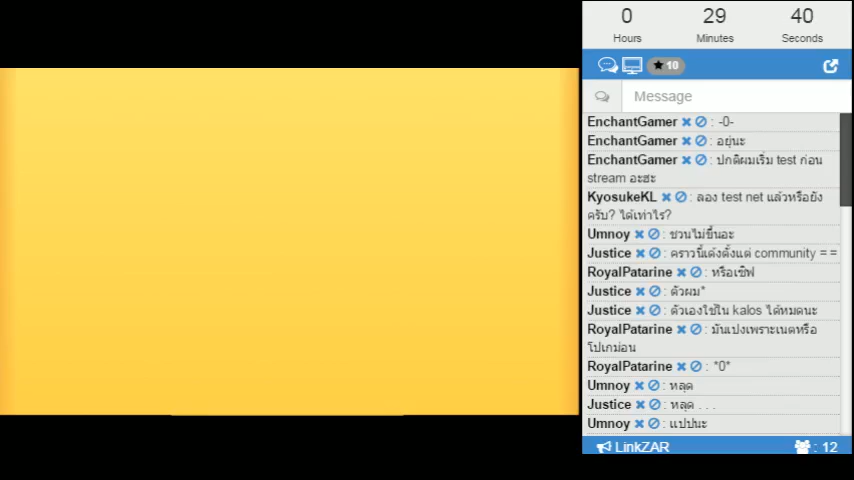 0 29 40
Hours Minutes Seconds
★ 10
Message
EnchantGamer : -0-
EnchantGamer : อยู่นะ
EnchantGamer : ปกติผมเริ่ม test ก่อน
stream อะฮะ
KyosukeKL : ลอง test net แล้วหรือยัง
ครับ? ได้เท่าไร?
Umnoy : ชวนไม่ขึ้นอะ
Justice : คราวนี้เด้งตั้งแต่ community = =
RoyalPatarine : หรือเซิฟ
Justice : ตัวผม*
Justice : ตัวเองใช้ใน kalos ได้หมดนะ
RoyalPatarine : มันเปงเพราะเนตหรือ
โปเกม่อน
RoyalPatarine : *0*
Umnoy : หลุด
Justice : หลุด . . .
Umnoy : แปปนะ
LinkZAR : 12